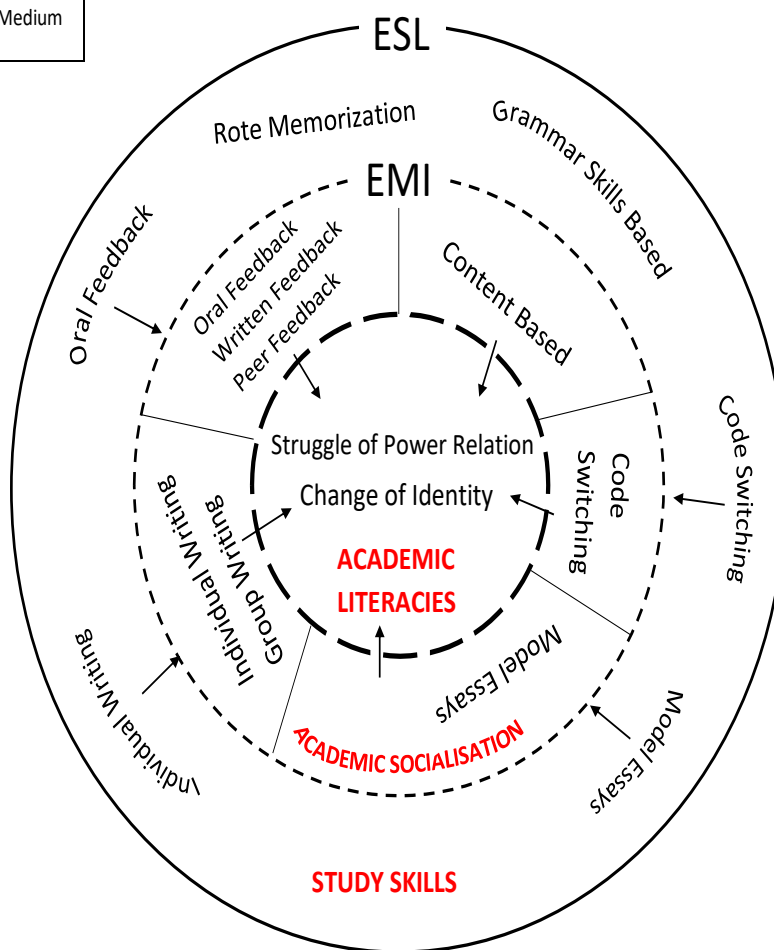 Medium
ESL
Rote Memorization
Grammar Skills Based
EMI
Oral Feedback
Oral Feedback
Written Feedback
Peer Feedback
Content Based
Struggle of Power Relation
Change of Identity
ACADEMIC
LITERACIES
Code
Switching
Code Switching
Individual Writing
Group Writing
Individual Writing
Model Essays
Model Essays
ACADEMIC SOCIALISATION
STUDY SKILLS